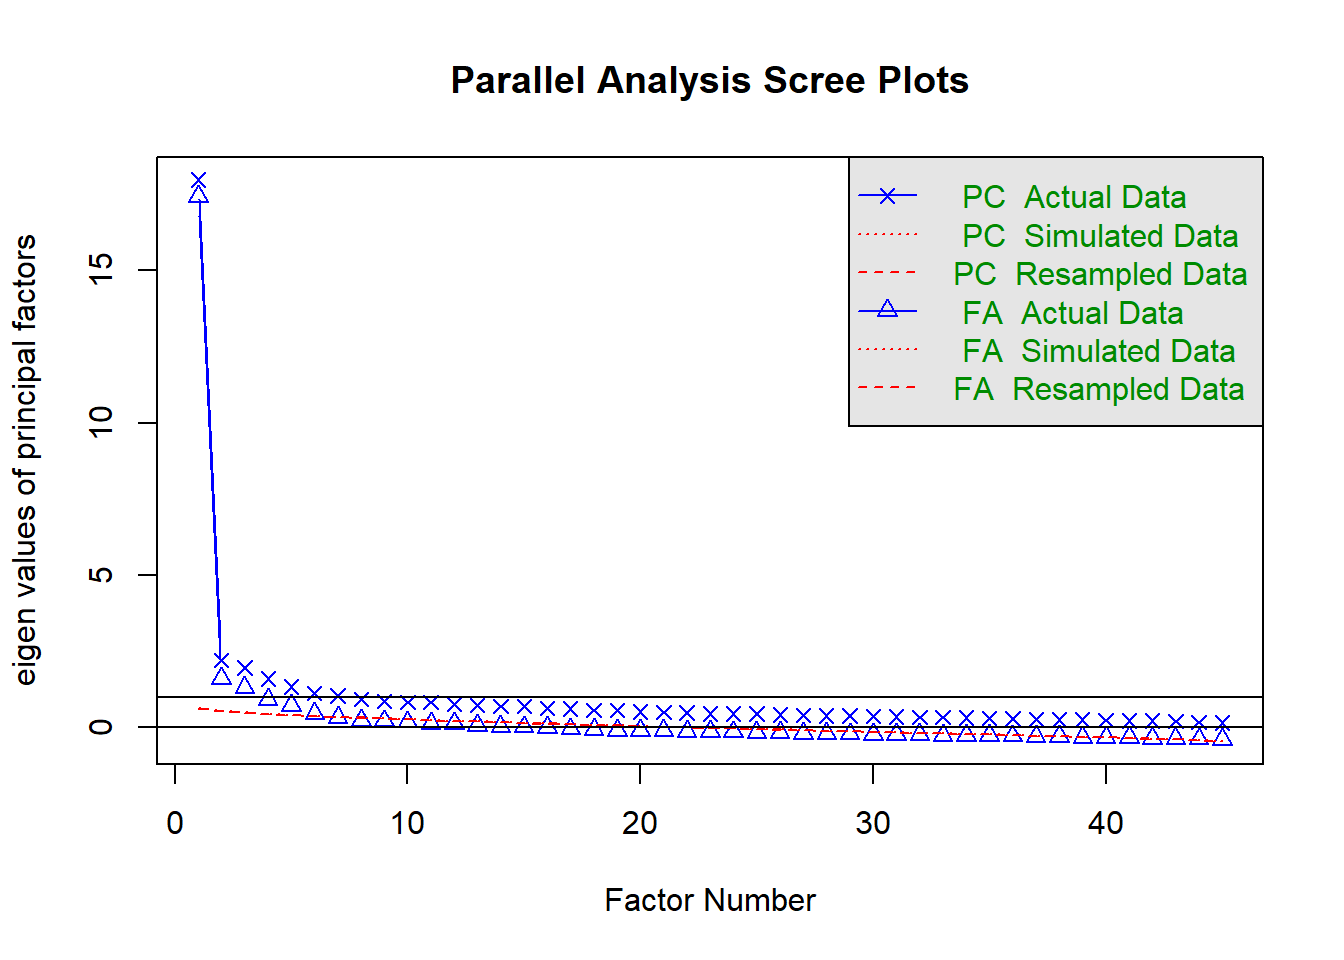 Parallel Analysis Scree Plots
PC Actual Data
PC Simulated Data
PC Resampled Data
FA Actual Data
FA Simulated Data
FA Resampled Data
eigen values of principal factors
15
10
5
0
0 10 20 30 40
Factor Number